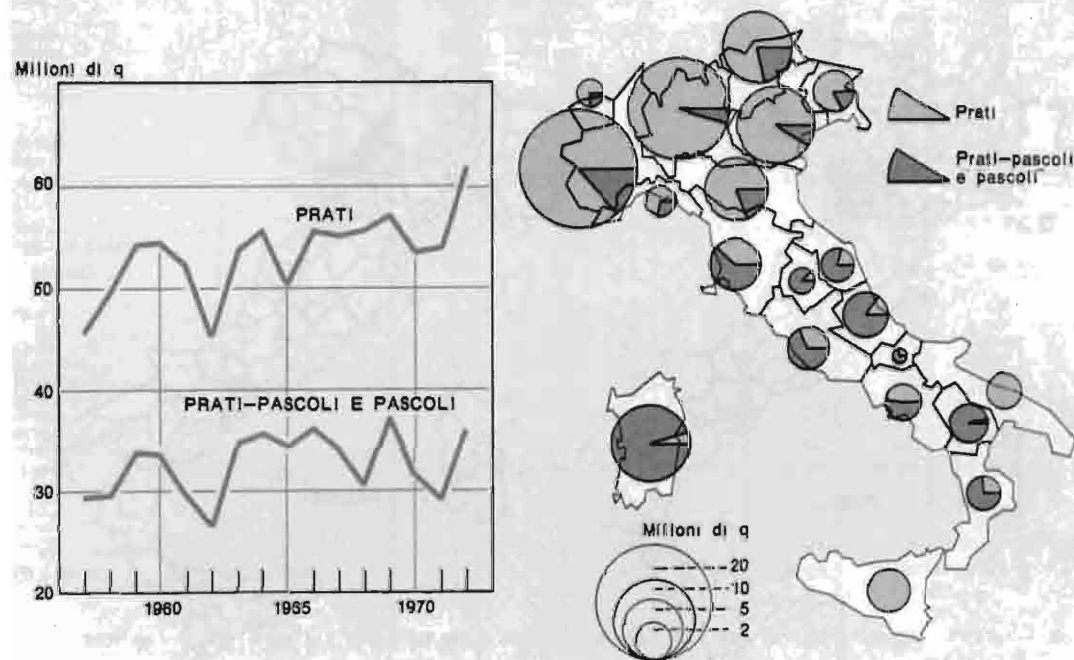 Milioni di q
60
50
40
30
20
PRATI
PRATI-PASCOLI E PASCOLI
1960
1965
1970
Prati
Prati-pascoli
e pascoli
Milioni di q
20
10
5
2